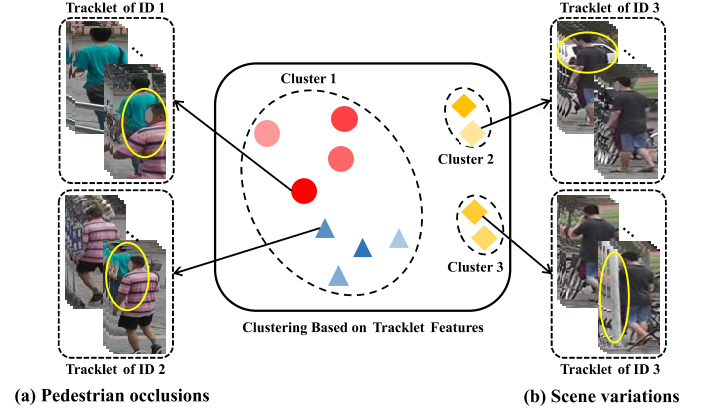 Tracklet of ID 1
Tracklet of ID 3
Cluster 1
Cluster 2
Cluster 3
Clustering Based on Tracklet Features
Tracklet of ID 2
Tracklet of ID 3
(a) Pedestrian occlusions
(b) Scene variations